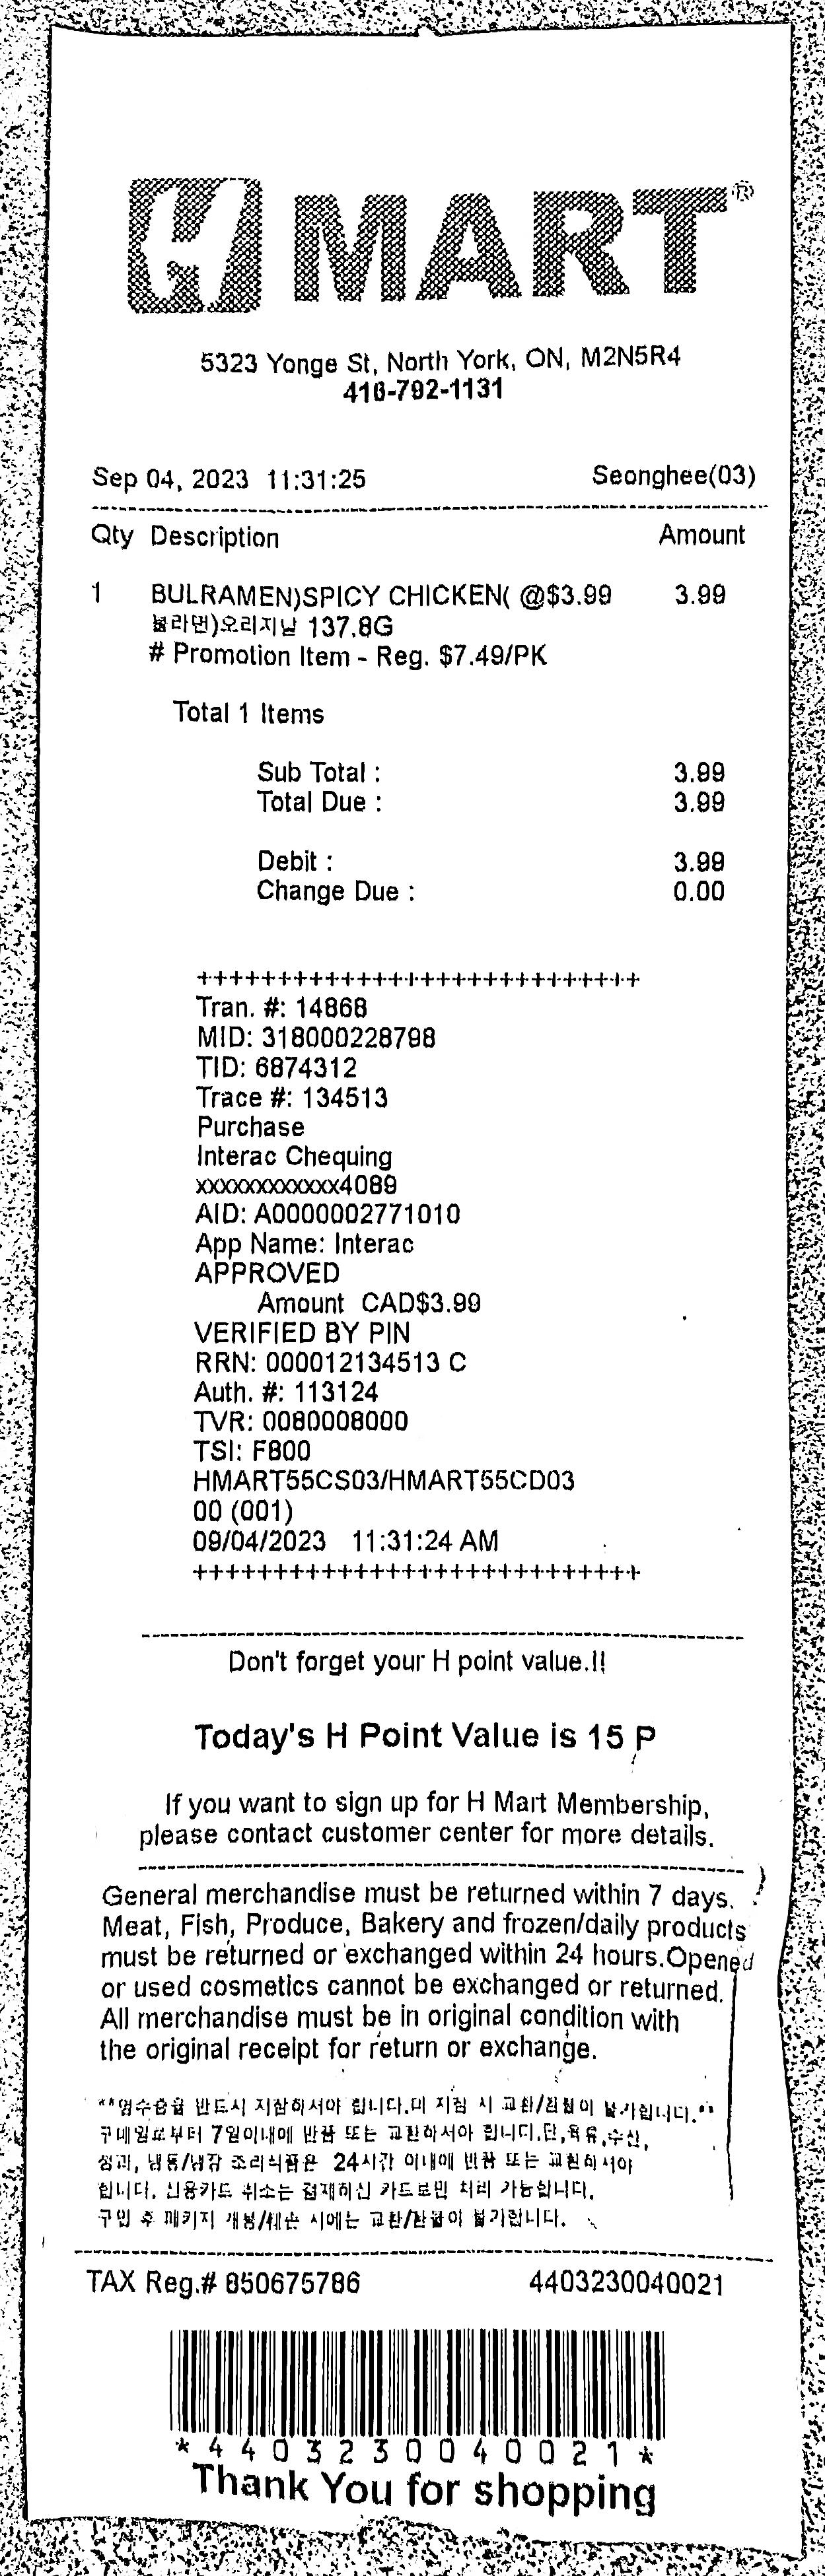 H MART®
5323 Yonge St, North York, ON, M2N5R4
416-792-1131
Sep 04, 2023 11:31:25 Seonghee(03)
Qty Description Amount
1 BULRAMEN)SPICY CHICKEN( @$3.99 3.99
불라면)오리지날 137.8G
# Promotion Item - Reg. $7.49/PK
Total 1 Items
Sub Total : 3.99
Total Due : 3.99
Debit : 3.99
Change Due : 0.00
++++++++++++++++++++++++++++
Tran. #: 14868
MID: 318000228798
TID: 6874312
Trace #: 134513
Purchase
Interac Chequing
xxxxxxxxxxxx4089
AID: A0000002771010
App Name: Interac
APPROVED
Amount CAD$3.99
VERIFIED BY PIN
RRN: 000012134513 C
Auth. #: 113124
TVR: 0080008000
TSI: F800
HMART55CS03/HMART55CD03
00 (001)
09/04/2023 11:31:24 AM
++++++++++++++++++++++++++++
Don't forget your H point value.!!
Today's H Point Value is 15 P
If you want to sign up for H Mart Membership,
please contact customer center for more details.
General merchandise must be returned within 7 days.
Meat, Fish, Produce, Bakery and frozen/daily products
must be returned or exchanged within 24 hours.Opened
or used cosmetics cannot be exchanged or returned.
All merchandise must be in original condition with
the original receipt for return or exchange.
**영수증을 반드시 지참하셔야 합니다.미 지참 시 교환/환불이 불가합니다.**
구매일로부터 7일이내에 반품 또는 교환하셔야 합니다.단,육류,수산,
청과, 냉동/냉장 조리식품은 24시간 이내에 반품 또는 교환하셔야
합니다. 신용카드 취소는 결제하신 카드로만 처리 가능합니다.
구입 후 패키지 개봉/훼손 시에는 교환/환불이 불가합니다.
TAX Reg.# 850675786 4403230040021
*4403230040021*
Thank You for shopping